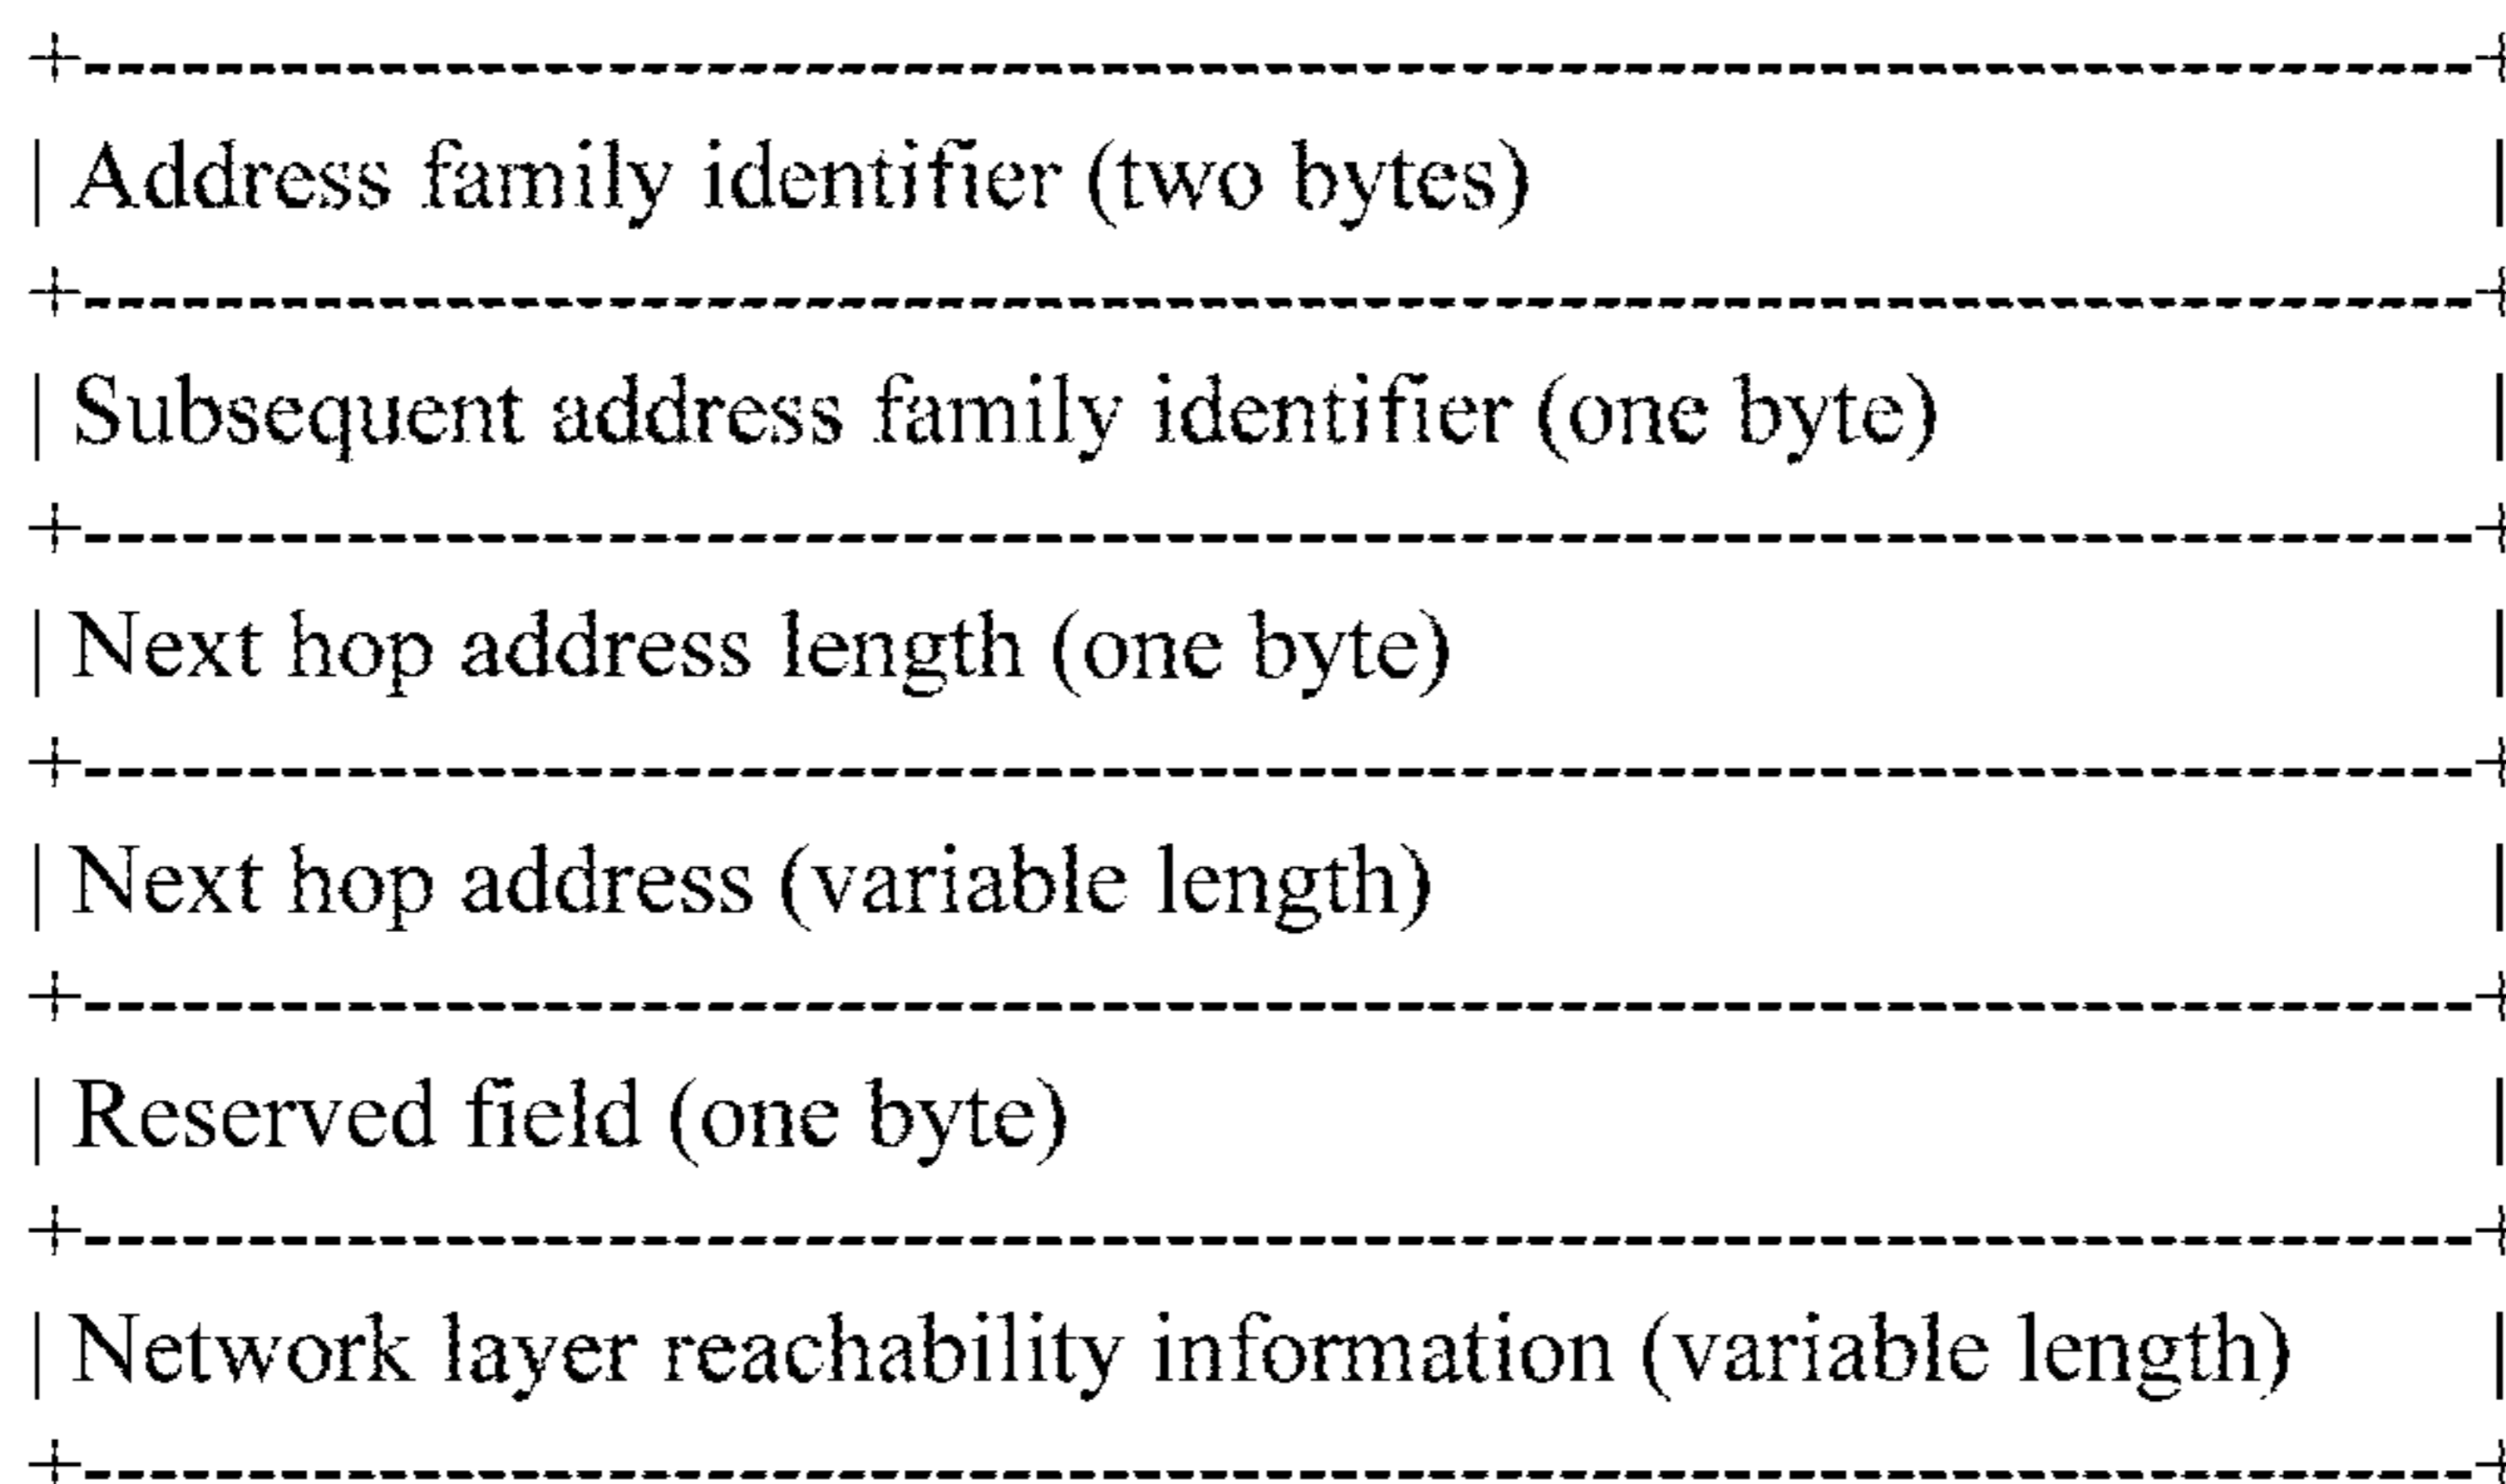 +-------------------------------------------------------------------------+
| Address family identifier (two bytes) |
+-------------------------------------------------------------------------+
| Subsequent address family identifier (one byte) |
+-------------------------------------------------------------------------+
| Next hop address length (one byte) |
+-------------------------------------------------------------------------+
| Next hop address (variable length) |
+-------------------------------------------------------------------------+
| Reserved field (one byte) |
+-------------------------------------------------------------------------+
| Network layer reachability information (variable length) |
+-------------------------------------------------------------------------+